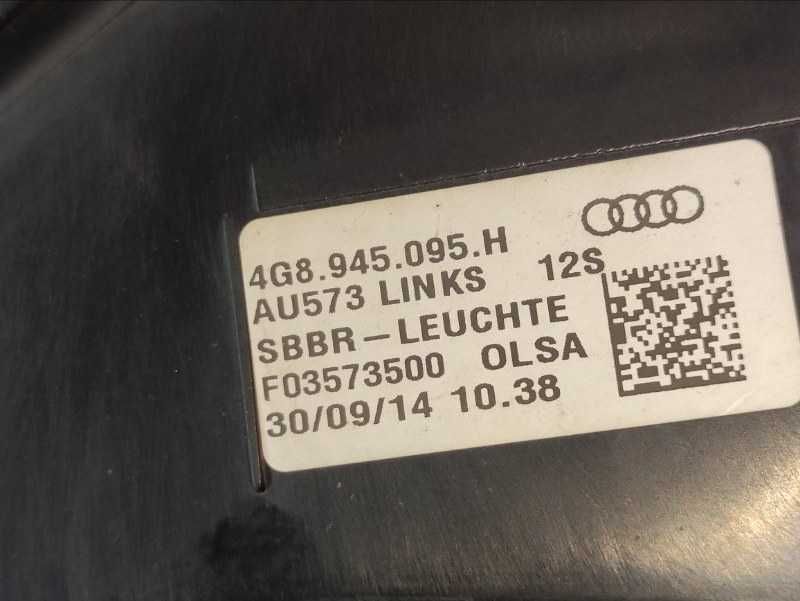 4G8.945.095.H
AU573 LINKS 12S
SBBR-LEUCHTE
F03573500 OLSA
30/09/14 10.38